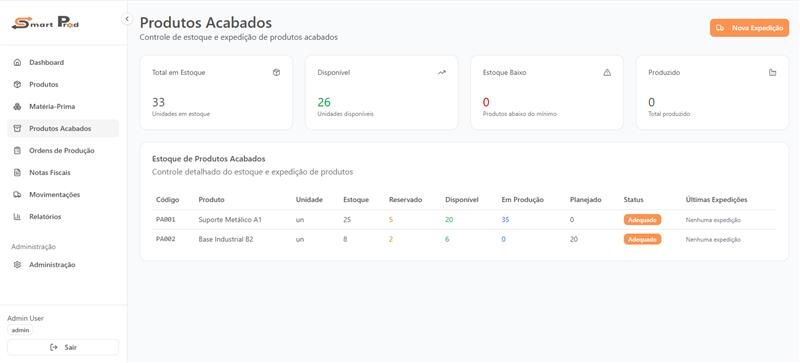 Smart Prod
Dashboard
Produtos
Matéria-Prima
Produtos Acabados
Ordens de Produção
Notas Fiscais
Movimentações
Relatórios
Administração
Administração
Admin User
admin
Sair
Produtos Acabados
Controle de estoque e expedição de produtos acabados
Nova Expedição
Total em Estoque
33
Unidades em estoque
Disponível
26
Unidades disponíveis
Estoque Baixo
0
Produtos abaixo do mínimo
Produzido
0
Total produzido
Estoque de Produtos Acabados
Controle detalhado do estoque e expedição de produtos
Código Produto Unidade Estoque Reservado Disponível Em Produção Planejado Status Últimas Expedições
PA001 Suporte Metálico A1 un 25 5 20 35 0 Adequado Nenhuma expedição
PA002 Base Industrial B2 un 8 2 6 0 20 Adequado Nenhuma expedição